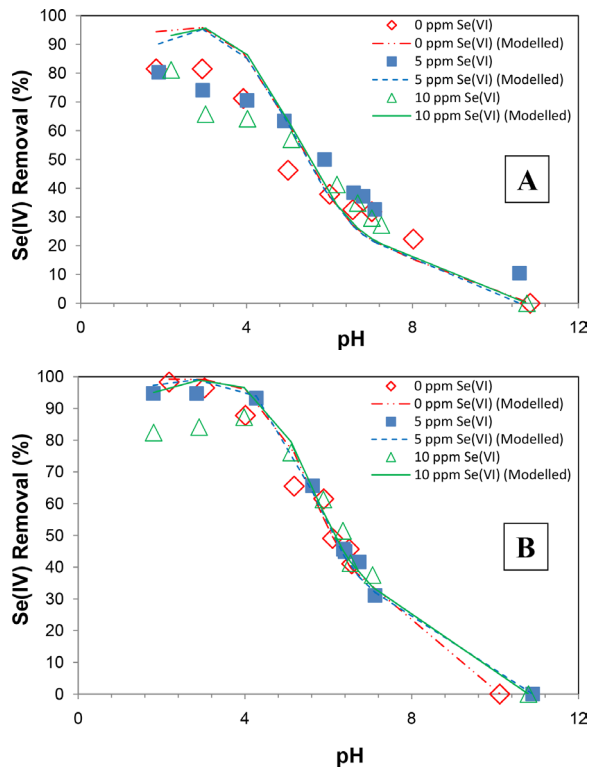 100
90
80
70
60
50
40
30
20
10
0
Se(IV) Removal (%)
0 ppm Se(VI)
0 ppm Se(VI) (Modelled)
5 ppm Se(VI)
5 ppm Se(VI) (Modelled)
10 ppm Se(VI)
10 ppm Se(VI) (Modelled)
A
0 4 8 12
pH
100
90
80
70
60
50
40
30
20
10
0
Se(IV) Removal (%)
0 ppm Se(VI)
0 ppm Se(VI) (Modelled)
5 ppm Se(VI)
5 ppm Se(VI) (Modelled)
10 ppm Se(VI)
10 ppm Se(VI) (Modelled)
B
0 4 8 12
pH